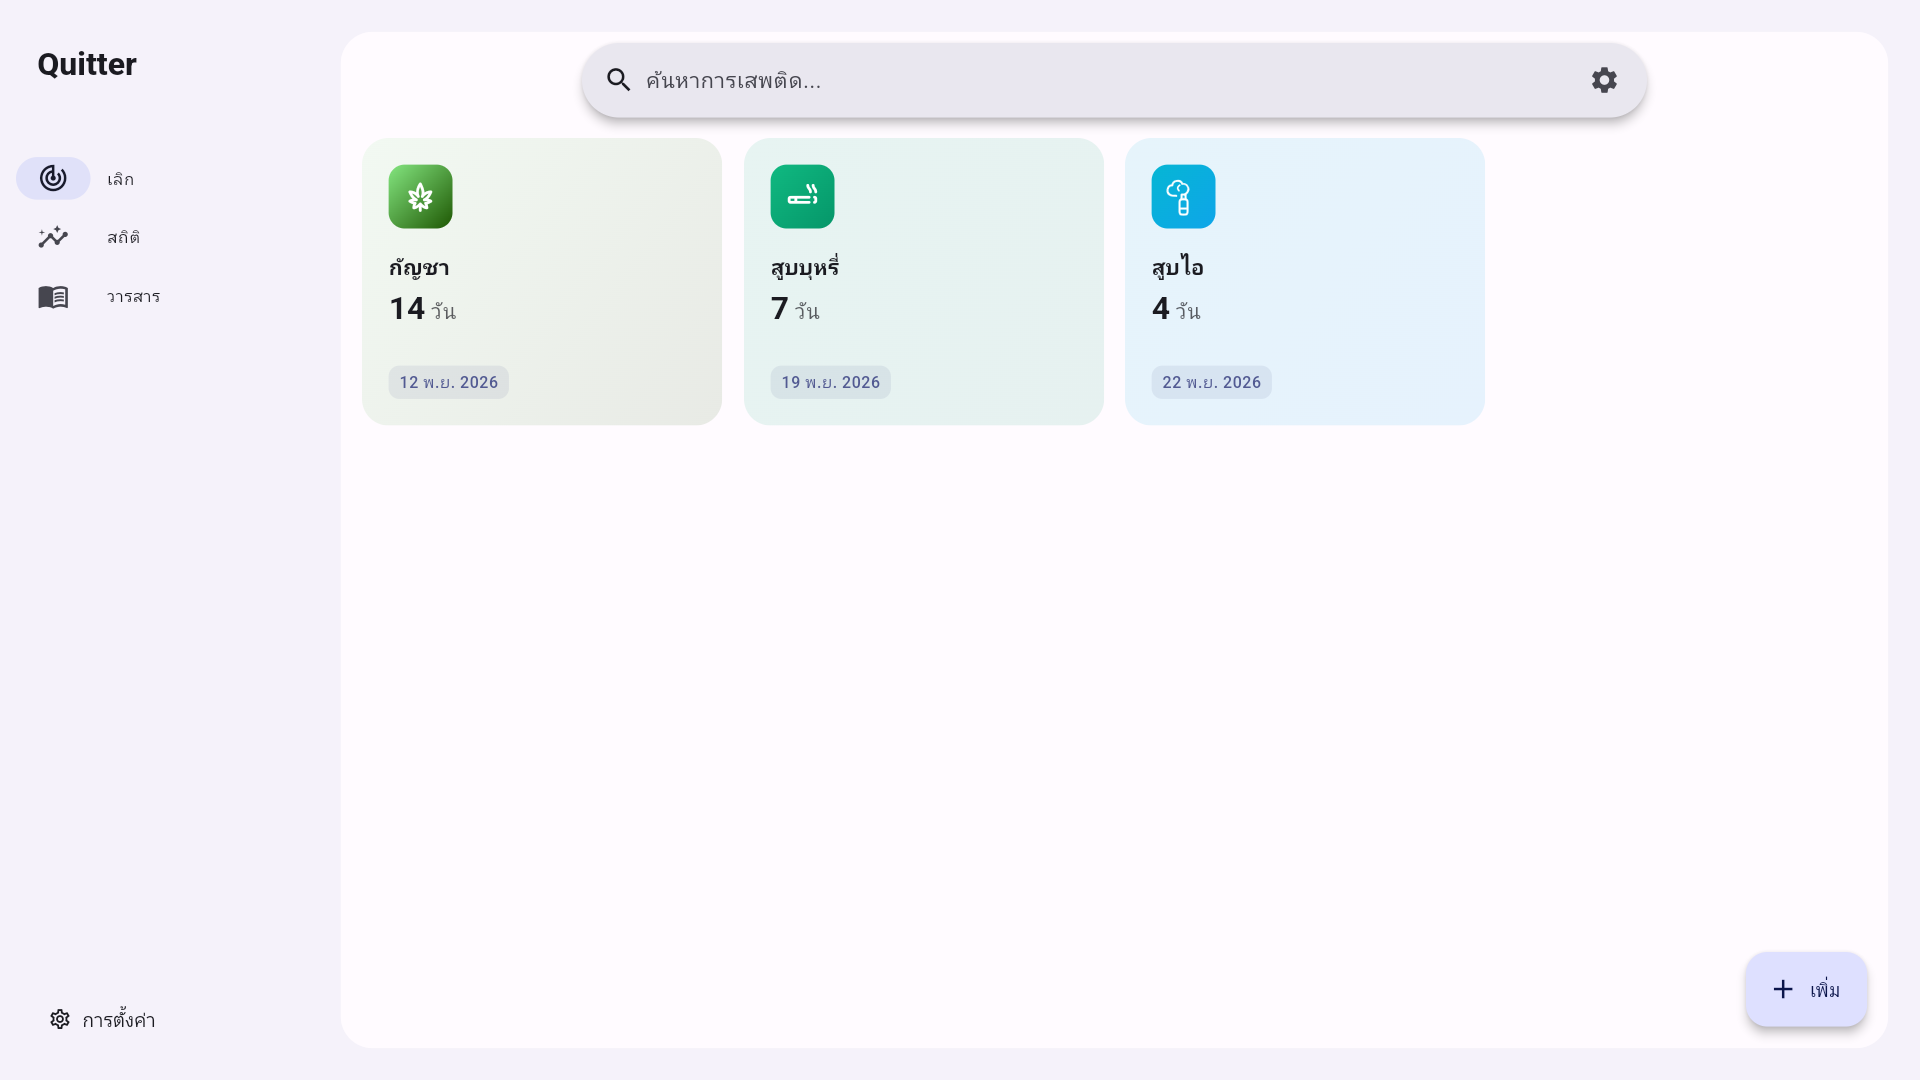 Quitter
เลิก
สถิติ
วารสาร
การตั้งค่า
ค้นหาการเสพติด...
กัญชา
14 วัน
12 พ.ย. 2026
สูบบุหรี่
7 วัน
19 พ.ย. 2026
สูบไอ
4 วัน
22 พ.ย. 2026
เพิ่ม